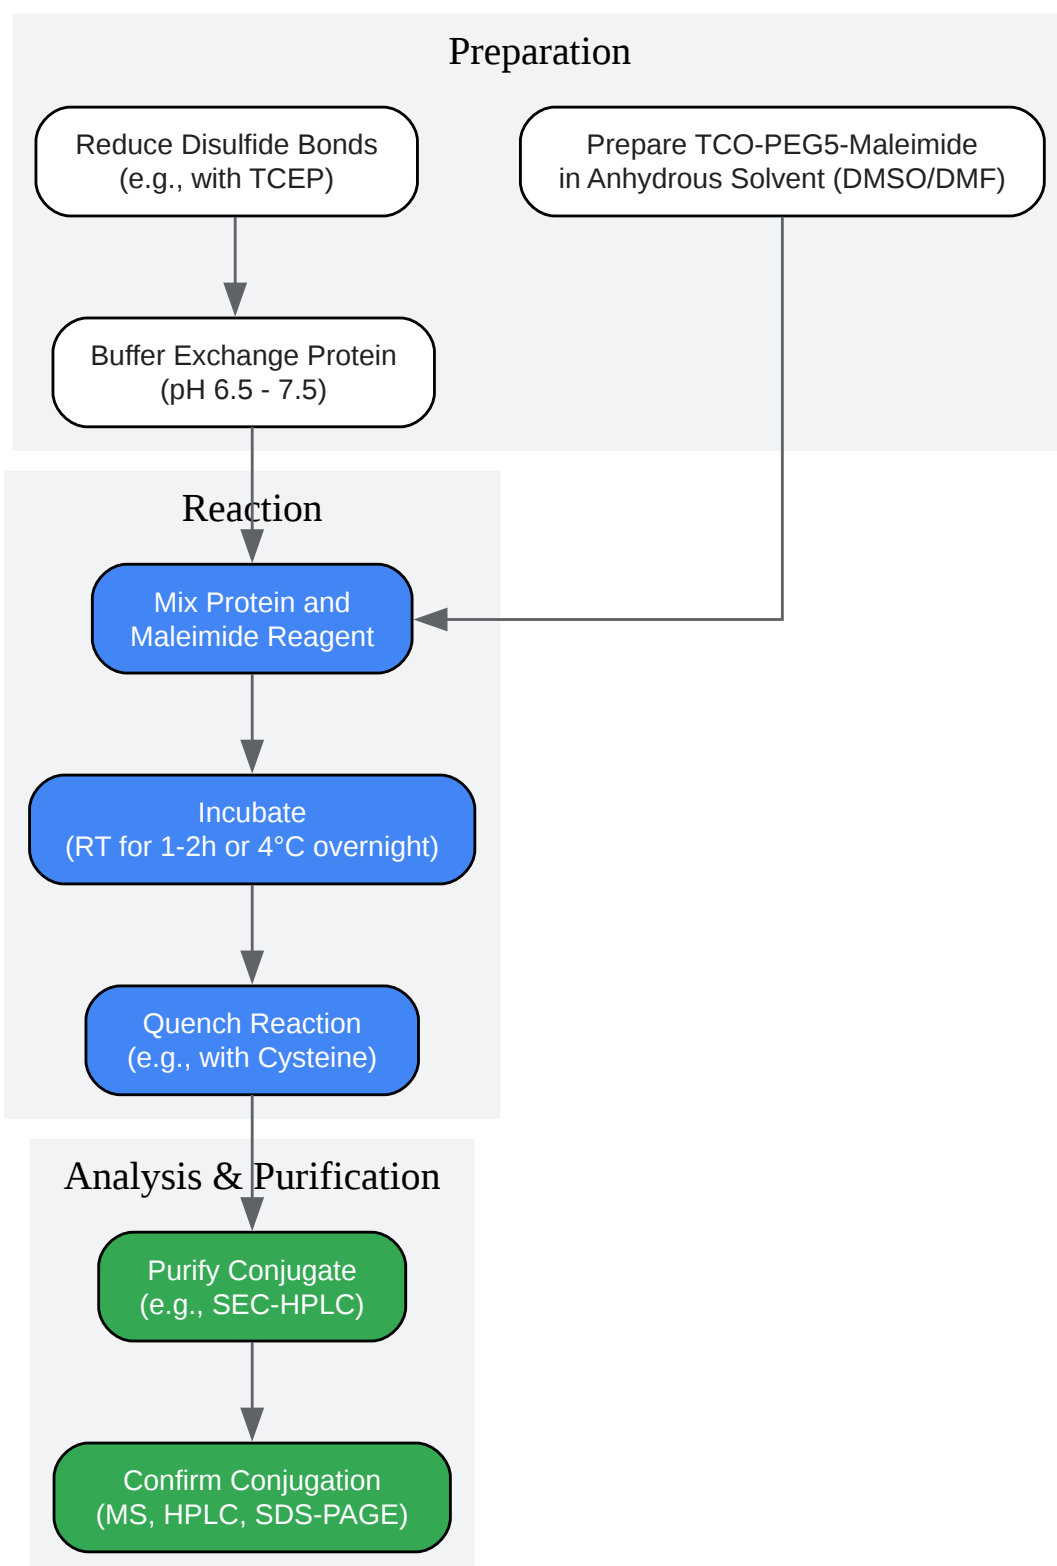 Preparation
Reduce Disulfide Bonds
(e.g., with TCEP)
Prepare TCO-PEG5-Maleimide
in Anhydrous Solvent (DMSO/DMF)
Buffer Exchange Protein
(pH 6.5 - 7.5)
Reaction
Mix Protein and
Maleimide Reagent
Incubate
(RT for 1-2h or 4°C overnight)
Quench Reaction
(e.g., with Cysteine)
Analysis & Purification
Purify Conjugate
(e.g., SEC-HPLC)
Confirm Conjugation
(MS, HPLC, SDS-PAGE)